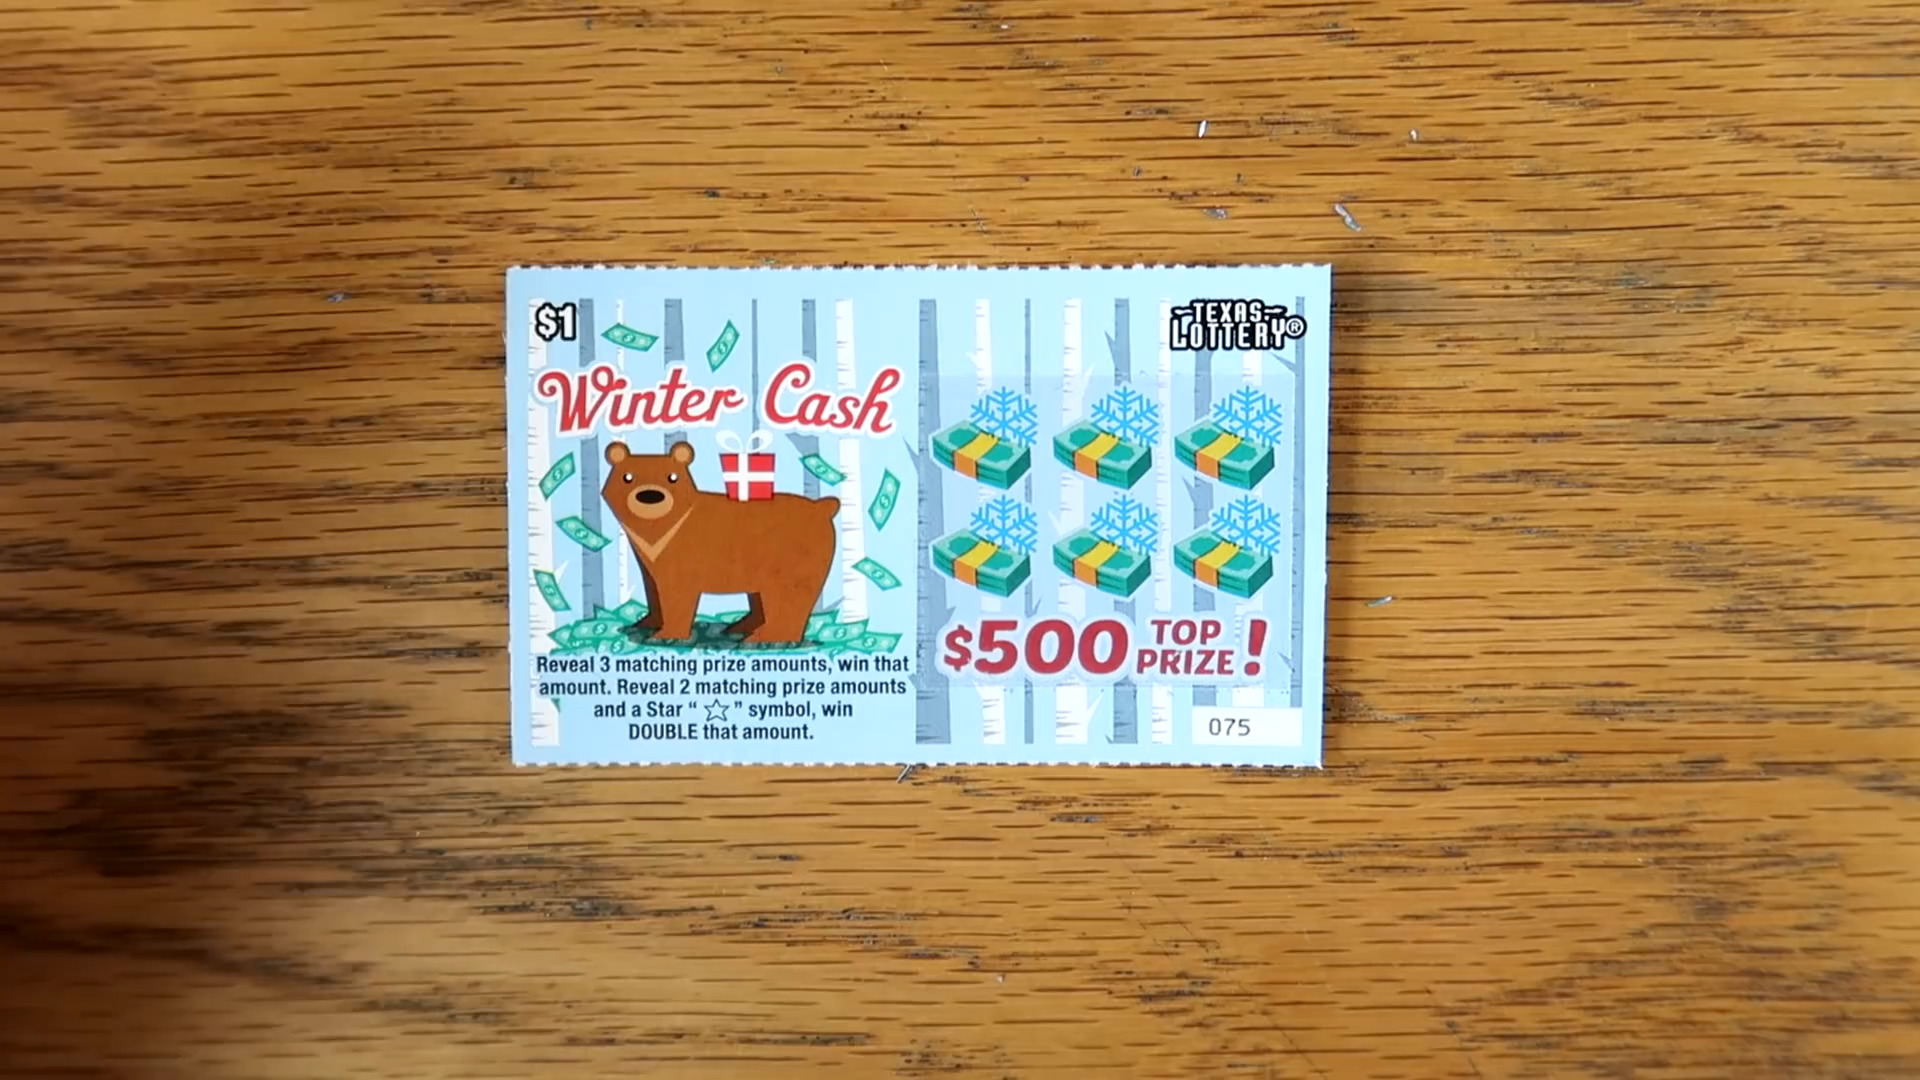 $1
TEXAS
LOTTERY®
Winter Cash
Reveal 3 matching prize amounts, win that
amount. Reveal 2 matching prize amounts
and a Star “☆” symbol, win
DOUBLE that amount.
$500 TOP PRIZE!
075